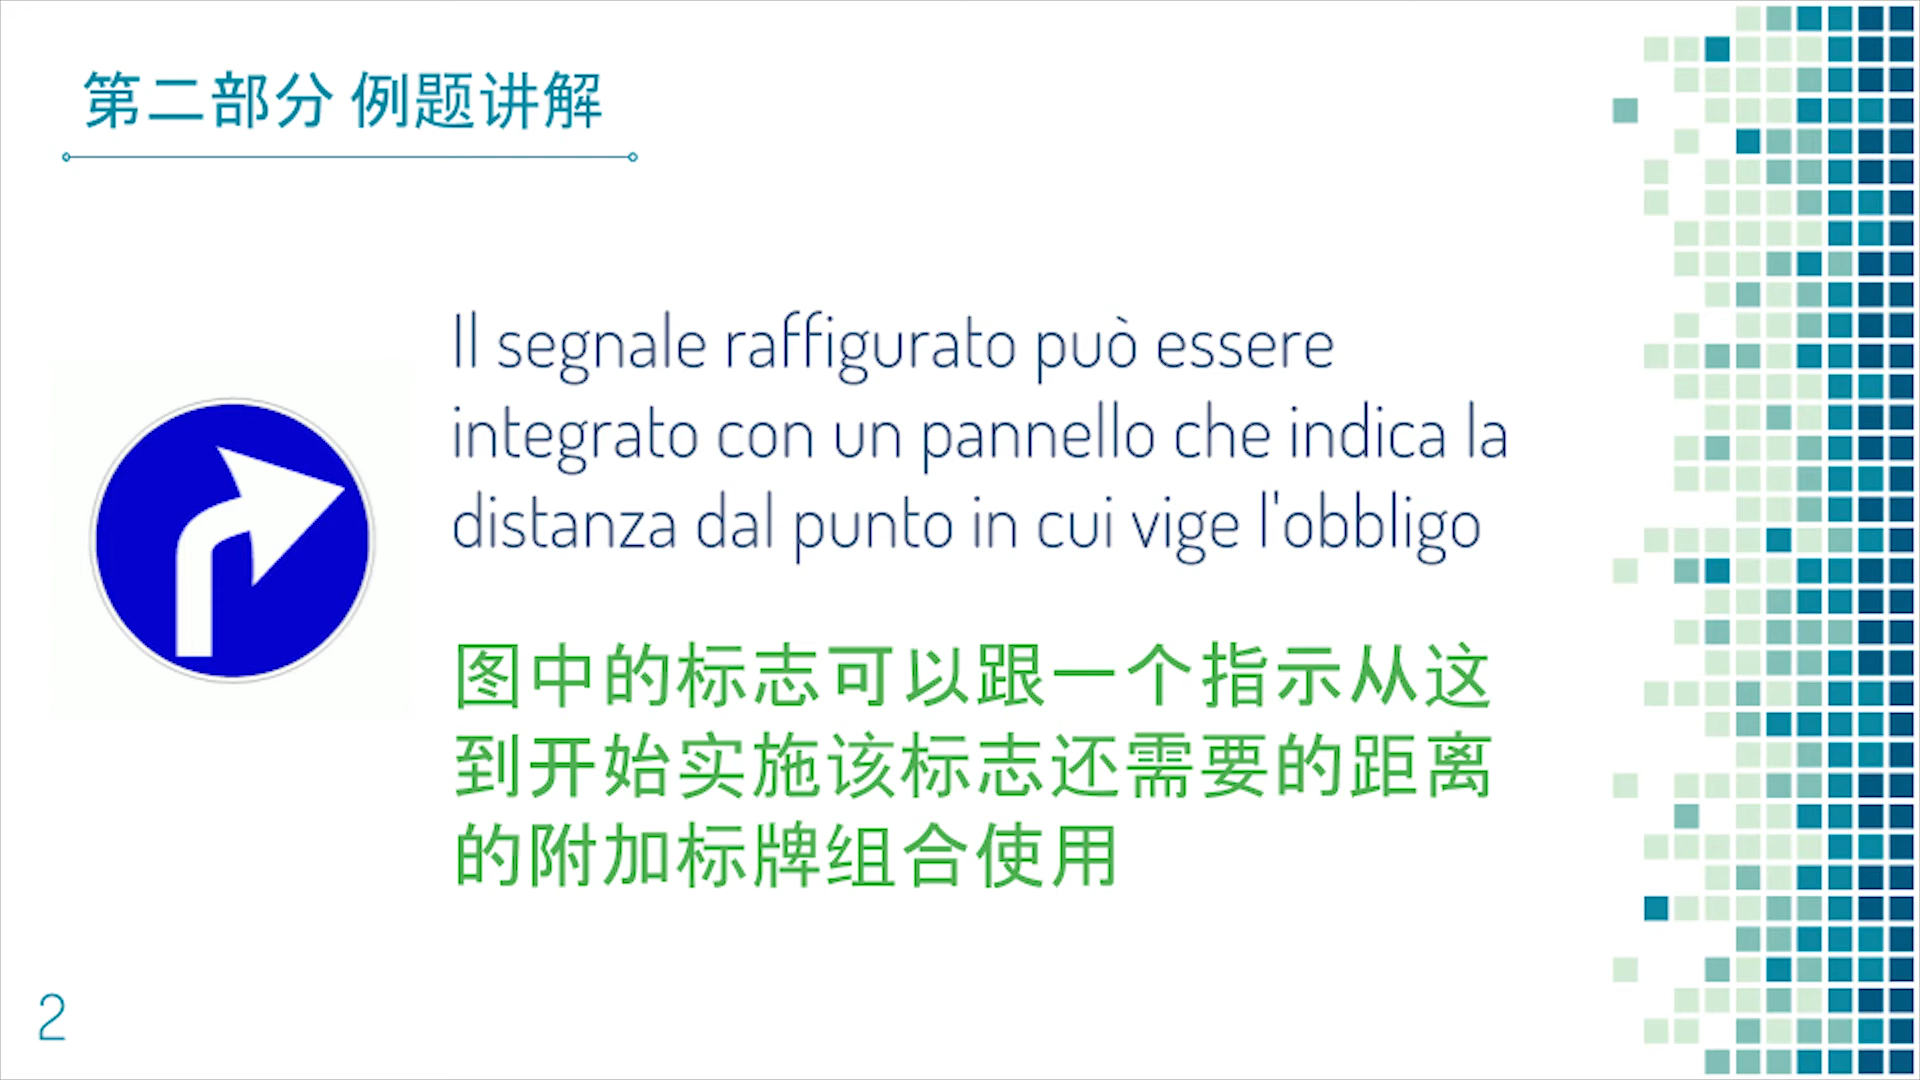 第二部分 例题讲解
Il segnale raffigurato può essere
integrato con un pannello che indica la
distanza dal punto in cui vige l'obbligo
图中的标志可以跟一个指示从这
到开始实施该标志还需要的距离
的附加标牌组合使用
2